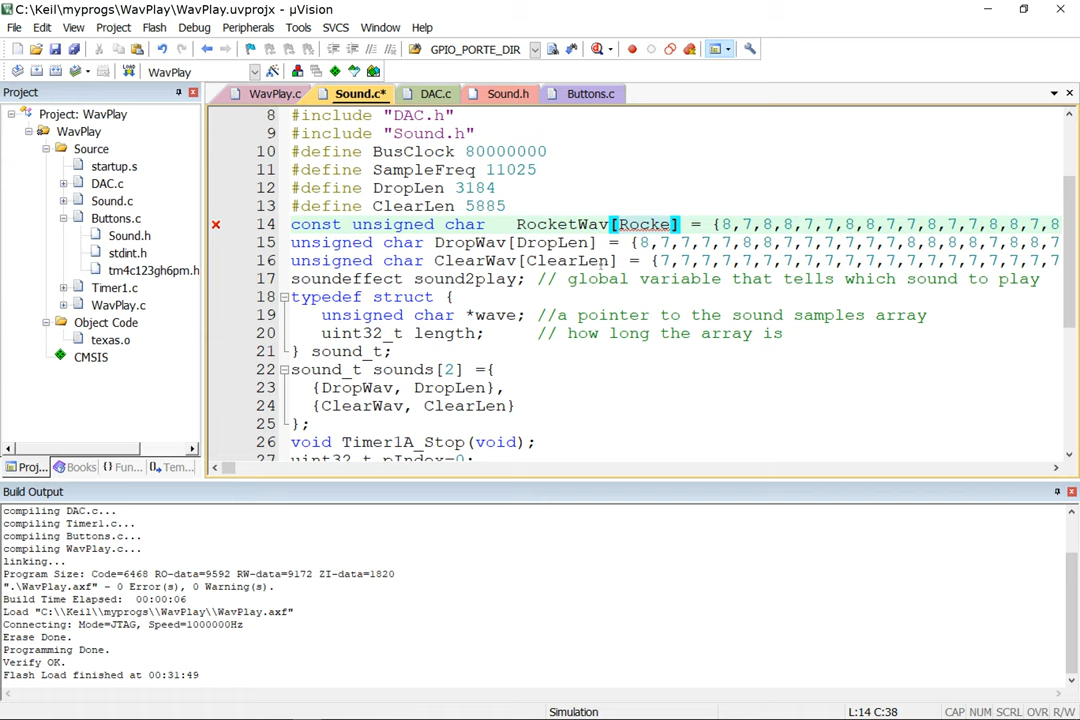 C:\Keil\myprogs\WavPlay\WavPlay.uvprojx - µVision
File Edit View Project Flash Debug Peripherals Tools SVCS Window Help
GPIO_PORTE_DIR
WavPlay
Project
WavPlay.c Sound.c* DAC.c Sound.h Buttons.c
Project: WavPlay
WavPlay
Source
startup.s
DAC.c
Sound.c
Buttons.c
Sound.h
stdint.h
tm4c123gh6pm.h
Timer1.c
WavPlay.c
Object Code
texas.o
CMSIS
Proj... Books Fun... Tem...
8 #include "DAC.h"
9 #include "Sound.h"
10 #define BusClock 80000000
11 #define SampleFreq 11025
12 #define DropLen 3184
13 #define ClearLen 5885
14 const unsigned char RocketWav[Rocke] = {8,7,8,8,7,7,8,8,7,7,8,7,7,8,8,7,8
15 unsigned char DropWav[DropLen] = {8,7,7,7,7,8,8,7,7,7,7,7,7,8,8,8,8,7,8,8,7
16 unsigned char ClearWav[ClearLen] = {7,7,7,7,7,7,7,7,7,7,7,7,7,7,7,7,7,7,7,7
17 soundeffect sound2play; // global variable that tells which sound to play
18 typedef struct {
19 unsigned char *wave; //a pointer to the sound samples array
20 uint32_t length; // how long the array is
21 } sound_t;
22 sound_t sounds[2] ={
23 {DropWav, DropLen},
24 {ClearWav, ClearLen}
25 };
26 void Timer1A_Stop(void);
27 uint32_t pIndex=0;
Build Output
compiling DAC.c...
compiling Timer1.c...
compiling Buttons.c...
compiling WavPlay.c...
linking...
Program Size: Code=6468 RO-data=9592 RW-data=9172 ZI-data=1820
".\WavPlay.axf" - 0 Error(s), 0 Warning(s).
Build Time Elapsed:  00:00:06
Load "C:\\Keil\\myprogs\\WavPlay\\WavPlay.axf"
Connecting: Mode=JTAG, Speed=1000000Hz
Erase Done.
Programming Done.
Verify OK.
Flash Load finished at 00:31:49
Simulation L:14 C:38 CAP NUM SCRL OVR R/W